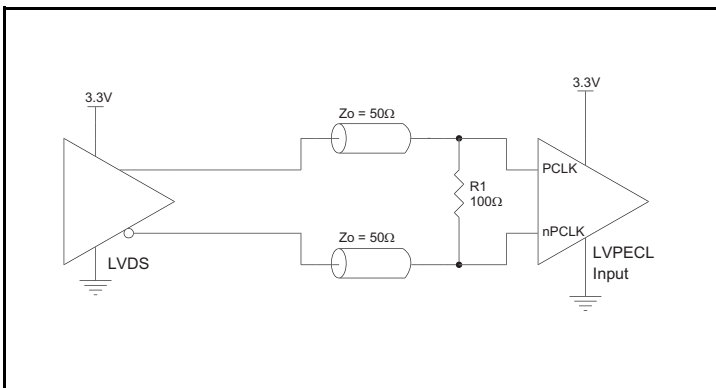 3.3V
3.3V
Zo = 50Ω
PCLK
R1
100Ω
Zo = 50Ω
nPCLK
LVDS
LVPECL
Input